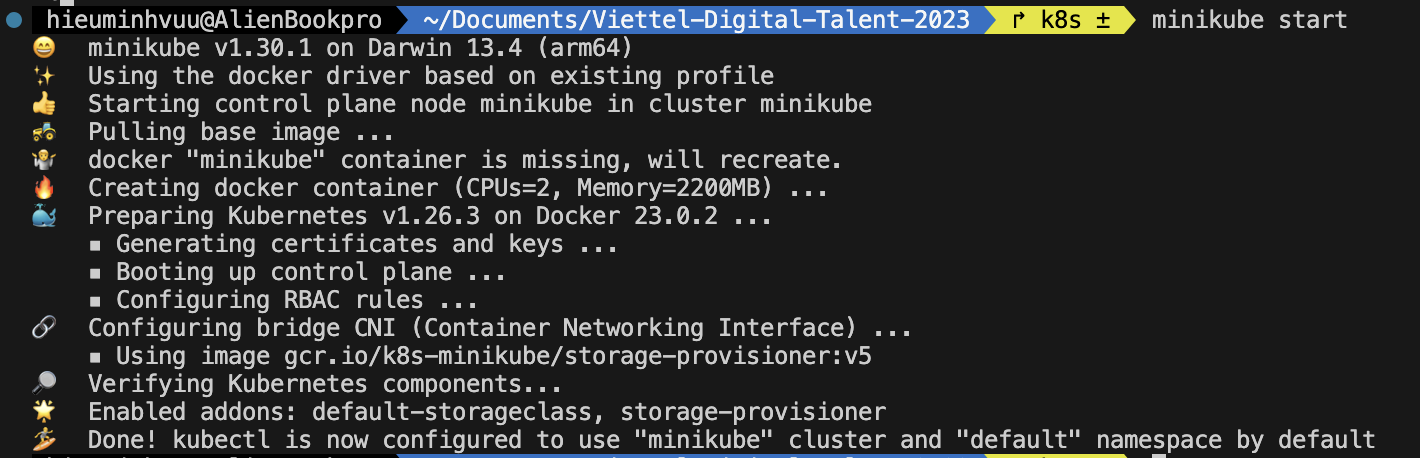 hieuminhvuu@AlienBookpro ~/Documents/Viettel-Digital-Talent-2023 k8s ± minikube start
😄 minikube v1.30.1 on Darwin 13.4 (arm64)
✨ Using the docker driver based on existing profile
👍 Starting control plane node minikube in cluster minikube
🚜 Pulling base image ...
🤷 docker "minikube" container is missing, will recreate.
🔥 Creating docker container (CPUs=2, Memory=2200MB) ...
🐳 Preparing Kubernetes v1.26.3 on Docker 23.0.2 ...
▪ Generating certificates and keys ...
▪ Booting up control plane ...
▪ Configuring RBAC rules ...
🔗 Configuring bridge CNI (Container Networking Interface) ...
▪ Using image gcr.io/k8s-minikube/storage-provisioner:v5
🔎 Verifying Kubernetes components...
🌟 Enabled addons: default-storageclass, storage-provisioner
🏄 Done! kubectl is now configured to use "minikube" cluster and "default" namespace by default